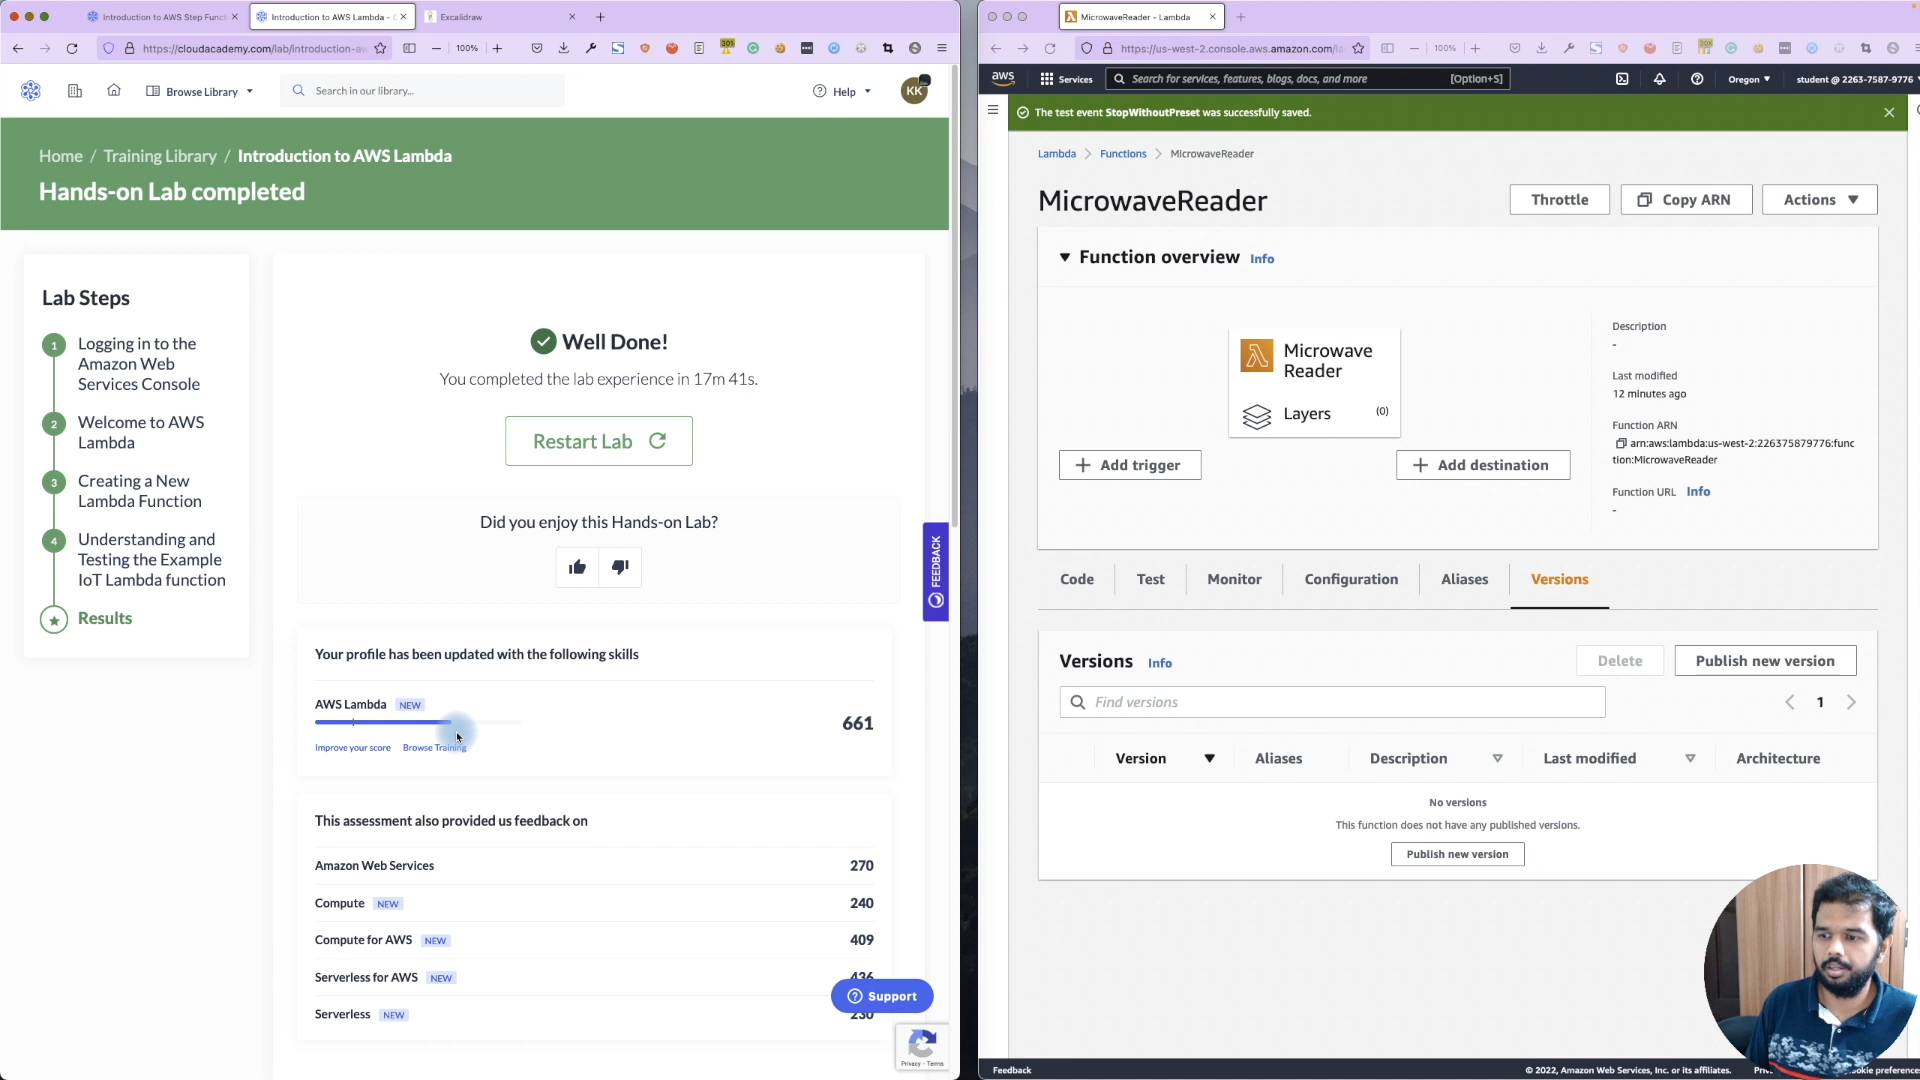 Introduction to AWS Step Funct
Introduction to AWS Lambda - C
Excalidraw
https://cloudacademy.com/lab/introduction-aw
100%
301
Browse Library
Search in our library...
Help
KK
Home / Training Library / Introduction to AWS Lambda
Hands-on Lab completed
Lab Steps
1
Logging in to the
Amazon Web
Services Console
2
Welcome to AWS
Lambda
3
Creating a New
Lambda Function
4
Understanding and
Testing the Example
IoT Lambda function
Results
Well Done!
You completed the lab experience in 17m 41s.
Restart Lab
Did you enjoy this Hands-on Lab?
FEEDBACK
Your profile has been updated with the following skills
AWS Lambda NEW
661
Improve your score
Browse Training
This assessment also provided us feedback on
Amazon Web Services 270
Compute NEW 240
Compute for AWS NEW 409
Serverless for AWS NEW 436
Support
Serverless NEW 230
Privacy - Terms
MicrowaveReader - Lambda
https://us-west-2.console.aws.amazon.com/la
100%
aws
Services
Search for services, features, blogs, docs, and more
[Option+S]
Oregon
student @ 2263-7587-9776
The test event StopWithoutPreset was successfully saved.
Lambda
Functions
MicrowaveReader
MicrowaveReader
Throttle
Copy ARN
Actions
Function overview Info
Microwave
Reader
Layers
(0)
Add trigger
Add destination
Description
-
Last modified
12 minutes ago
Function ARN
arn:aws:lambda:us-west-2:226375879776:func
tion:MicrowaveReader
Function URL Info
-
Code
Test
Monitor
Configuration
Aliases
Versions
Versions Info
Delete
Publish new version
Find versions
1
Version
Aliases
Description
Last modified
Architecture
No versions
This function does not have any published versions.
Publish new version
Feedback
© 2022, Amazon Web Services, Inc. or its affiliates.
ookie preferences